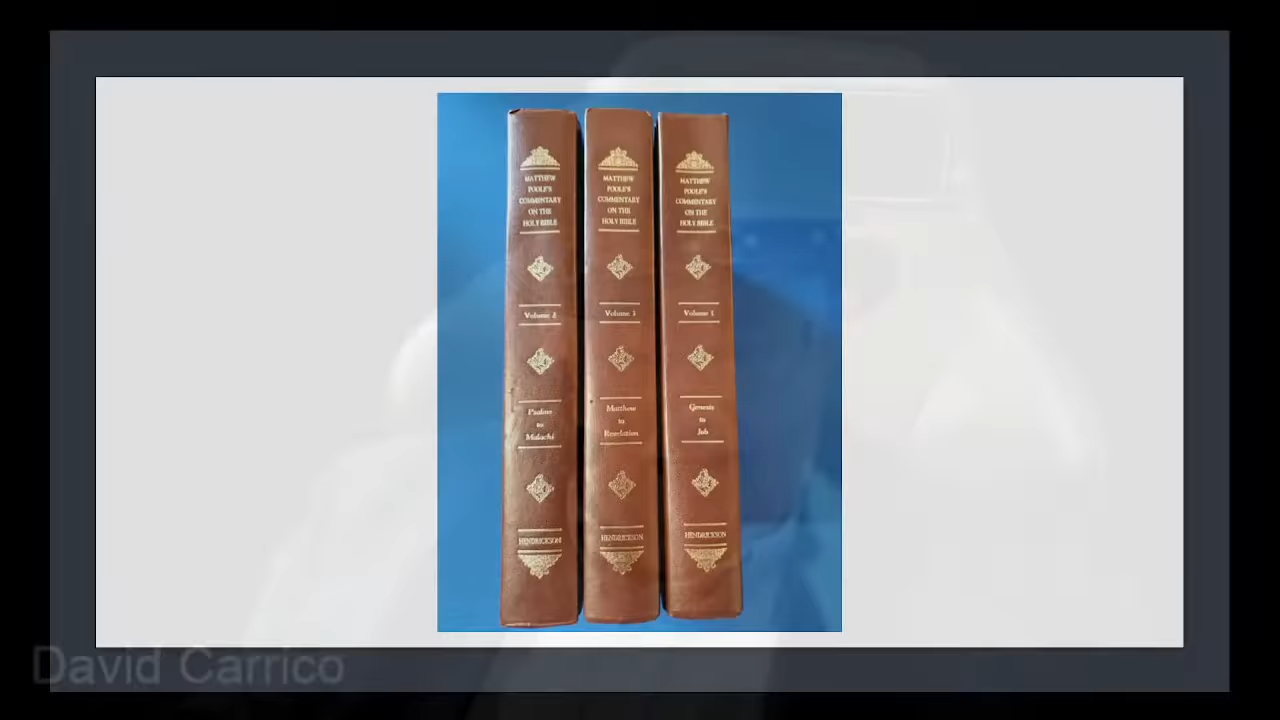 MATTHEW
POOLE'S
COMMENTARY
ON THE
HOLY BIBLE
Volume 2
Psalms
to
Malachi
HENDRICKSON
MATTHEW
POOLE'S
COMMENTARY
ON THE
HOLY BIBLE
Volume 3
Matthew
to
Revelation
HENDRICKSON
MATTHEW
POOLE'S
COMMENTARY
ON THE
HOLY BIBLE
Volume 1
Genesis
to
Job
HENDRICKSON
David Carrico